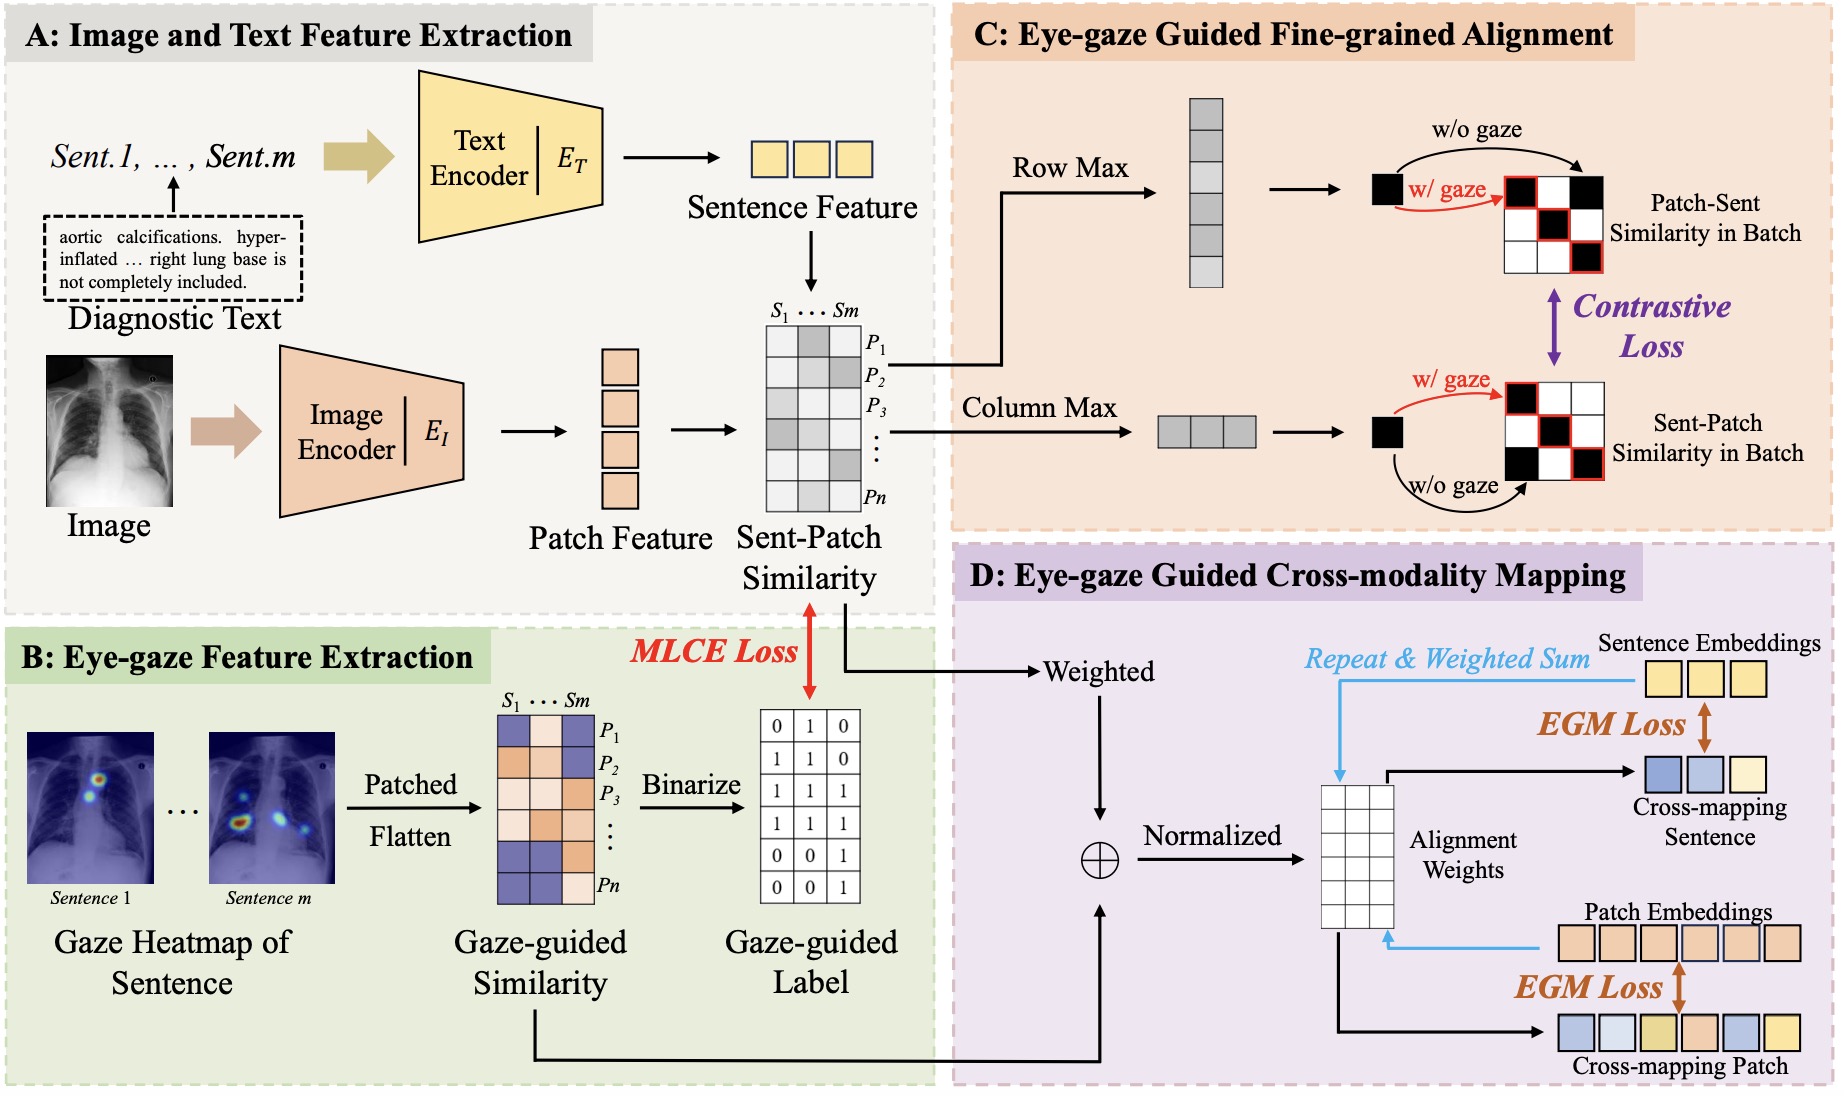 A: Image and Text Feature Extraction
Sent.1, … , Sent.m
Text
Encoder
E_T
Sentence Feature
aortic calcifications. hyper-
inflated … right lung base is
not completely included.
Diagnostic Text
Image
Image
Encoder
E_I
Patch Feature
S_1 … Sm
P_1
P_2
P_3
⋮
Pn
Sent-Patch
Similarity
MLCE Loss
B: Eye-gaze Feature Extraction
…
Sentence 1
Sentence m
Gaze Heatmap of
Sentence
Patched
Flatten
S_1 … Sm
P_1
P_2
P_3
⋮
Pn
Gaze-guided
Similarity
Binarize
0 1 0
1 1 0
1 1 1
1 1 1
0 0 1
0 0 1
Gaze-guided
Label
C: Eye-gaze Guided Fine-grained Alignment
Row Max
w/o gaze
w/ gaze
Patch-Sent
Similarity in Batch
Contrastive
Loss
Column Max
w/ gaze
w/o gaze
Sent-Patch
Similarity in Batch
D: Eye-gaze Guided Cross-modality Mapping
Weighted
Normalized
Repeat & Weighted Sum
Sentence Embeddings
EGM Loss
Cross-mapping
Sentence
Alignment
Weights
Patch Embeddings
EGM Loss
Cross-mapping Patch